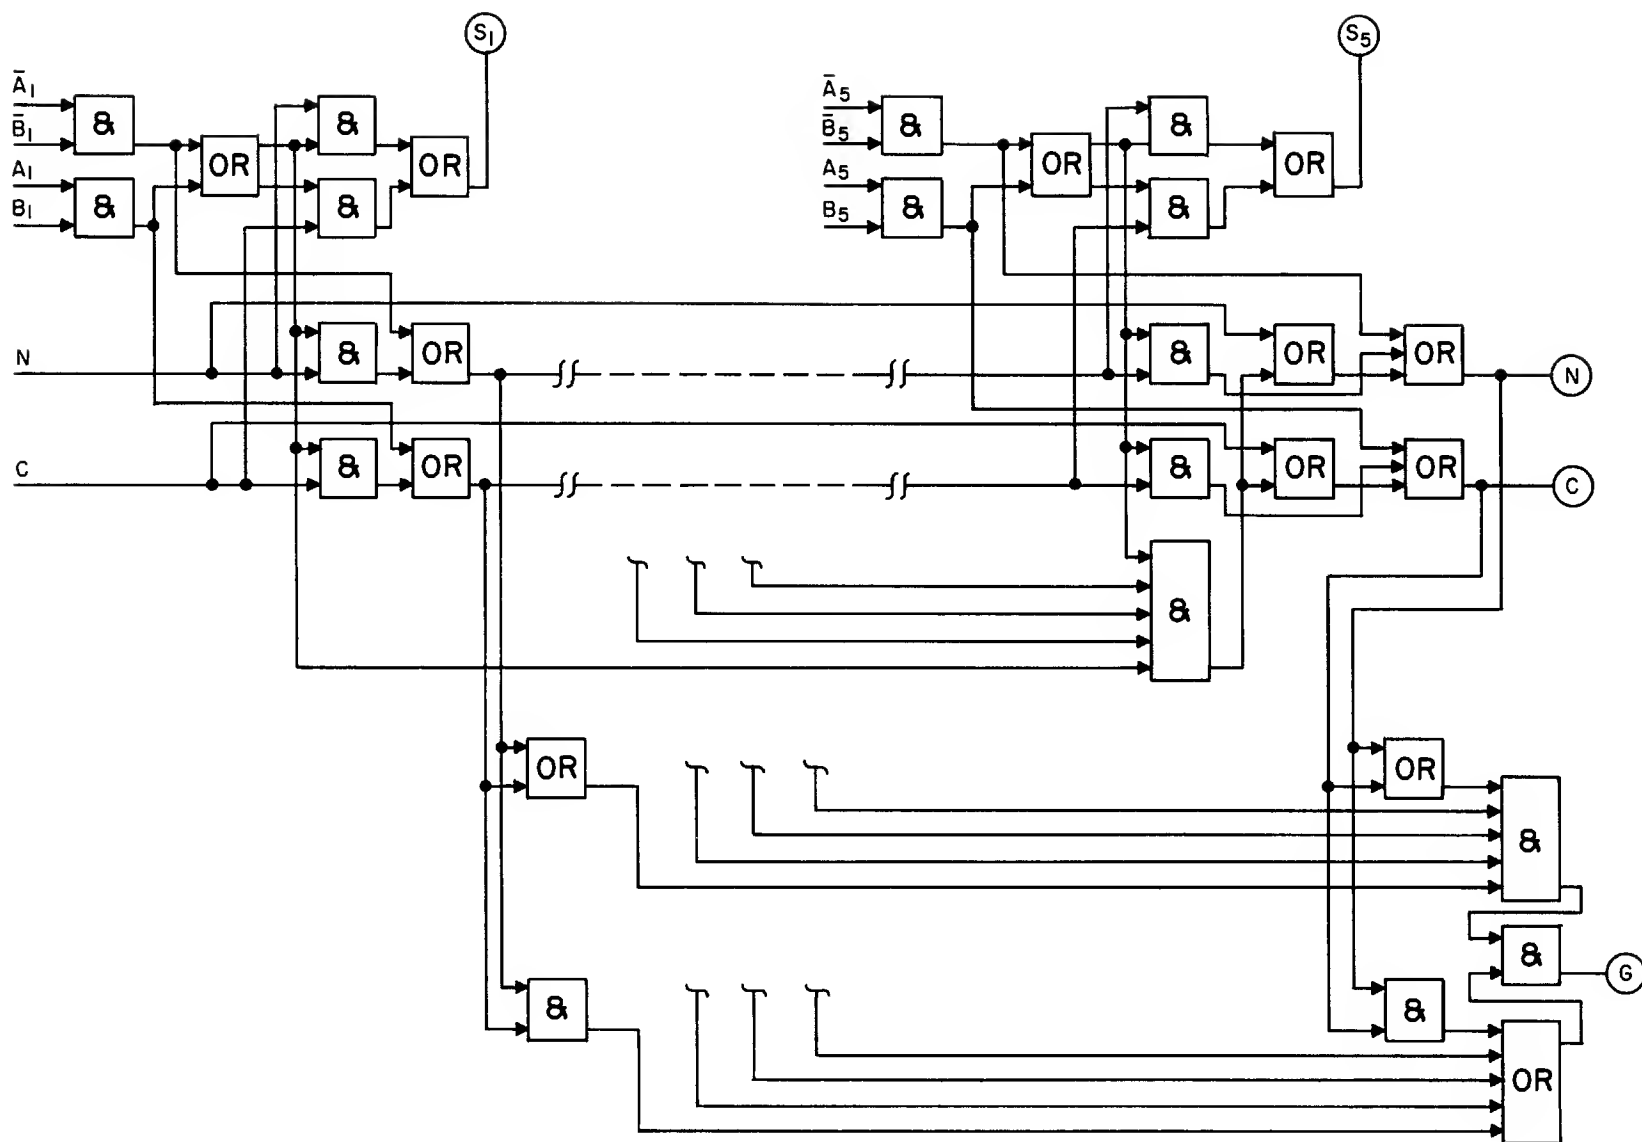 S1 S5
Ā1 Ā5
& & & &
B̄1 B̄5
OR OR OR OR
A1 A5
& & & &
B1 B5
N & OR & OR OR N
C & OR & OR OR C
&
OR OR
&
& G
& &
OR